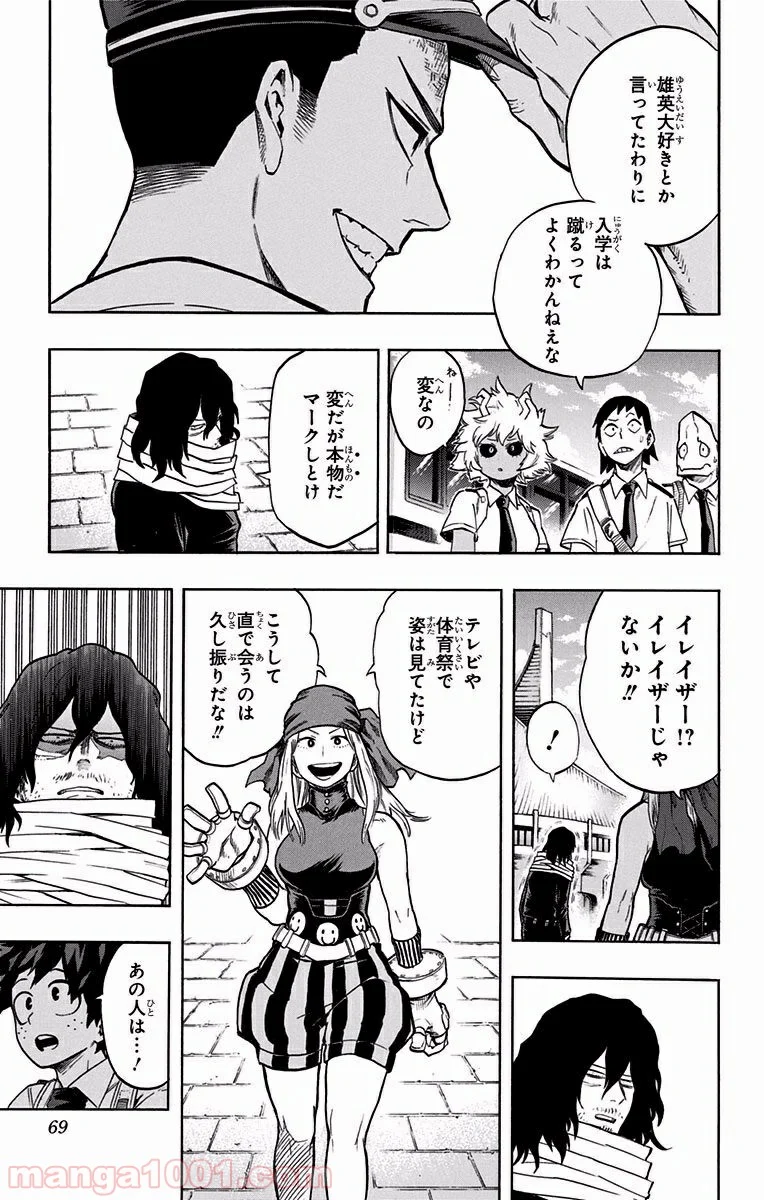 雄英大好きとか
言ってたわりに
入学は
蹴るって
よくわかんねえな
ねー
変なの
変だが本物だ
マークしとけ
イレイザー!?
イレイザーじゃ
ないか!!
!
テレビや
体育祭で
姿は見てたけど
こうして
直で会うのは
久し振りだな!!
あの人は…!
69
manga1001.com